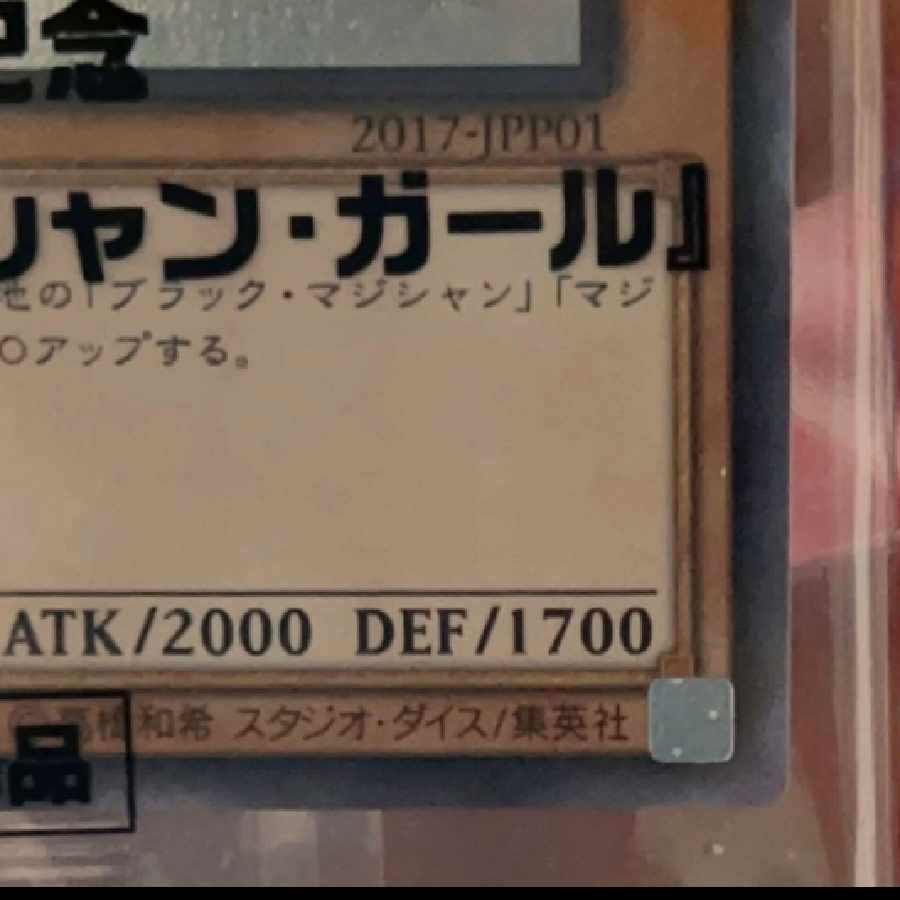 記念
2017-JPP01
シャン・ガール』
他の「ブラック・マジシャン」「マジ
〇アップする。
ATK/2000 DEF/1700
©高橋和希 スタジオ・ダイス/集英社
品